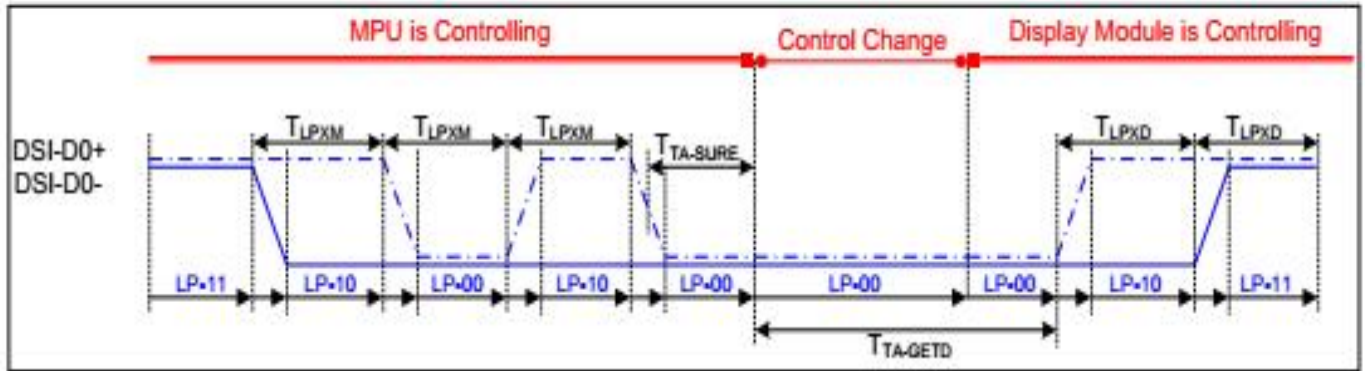 MPU is Controlling
Control Change
Display Module is Controlling
TLPXM
TLPXM
TLPXM
TTA-SURE
TLPXD
TLPXD
DSI-D0+
DSI-D0-
LP-11
LP-10
LP-00
LP-10
LP-00
LP-00
LP-00
LP-10
LP-11
TTA-GETD